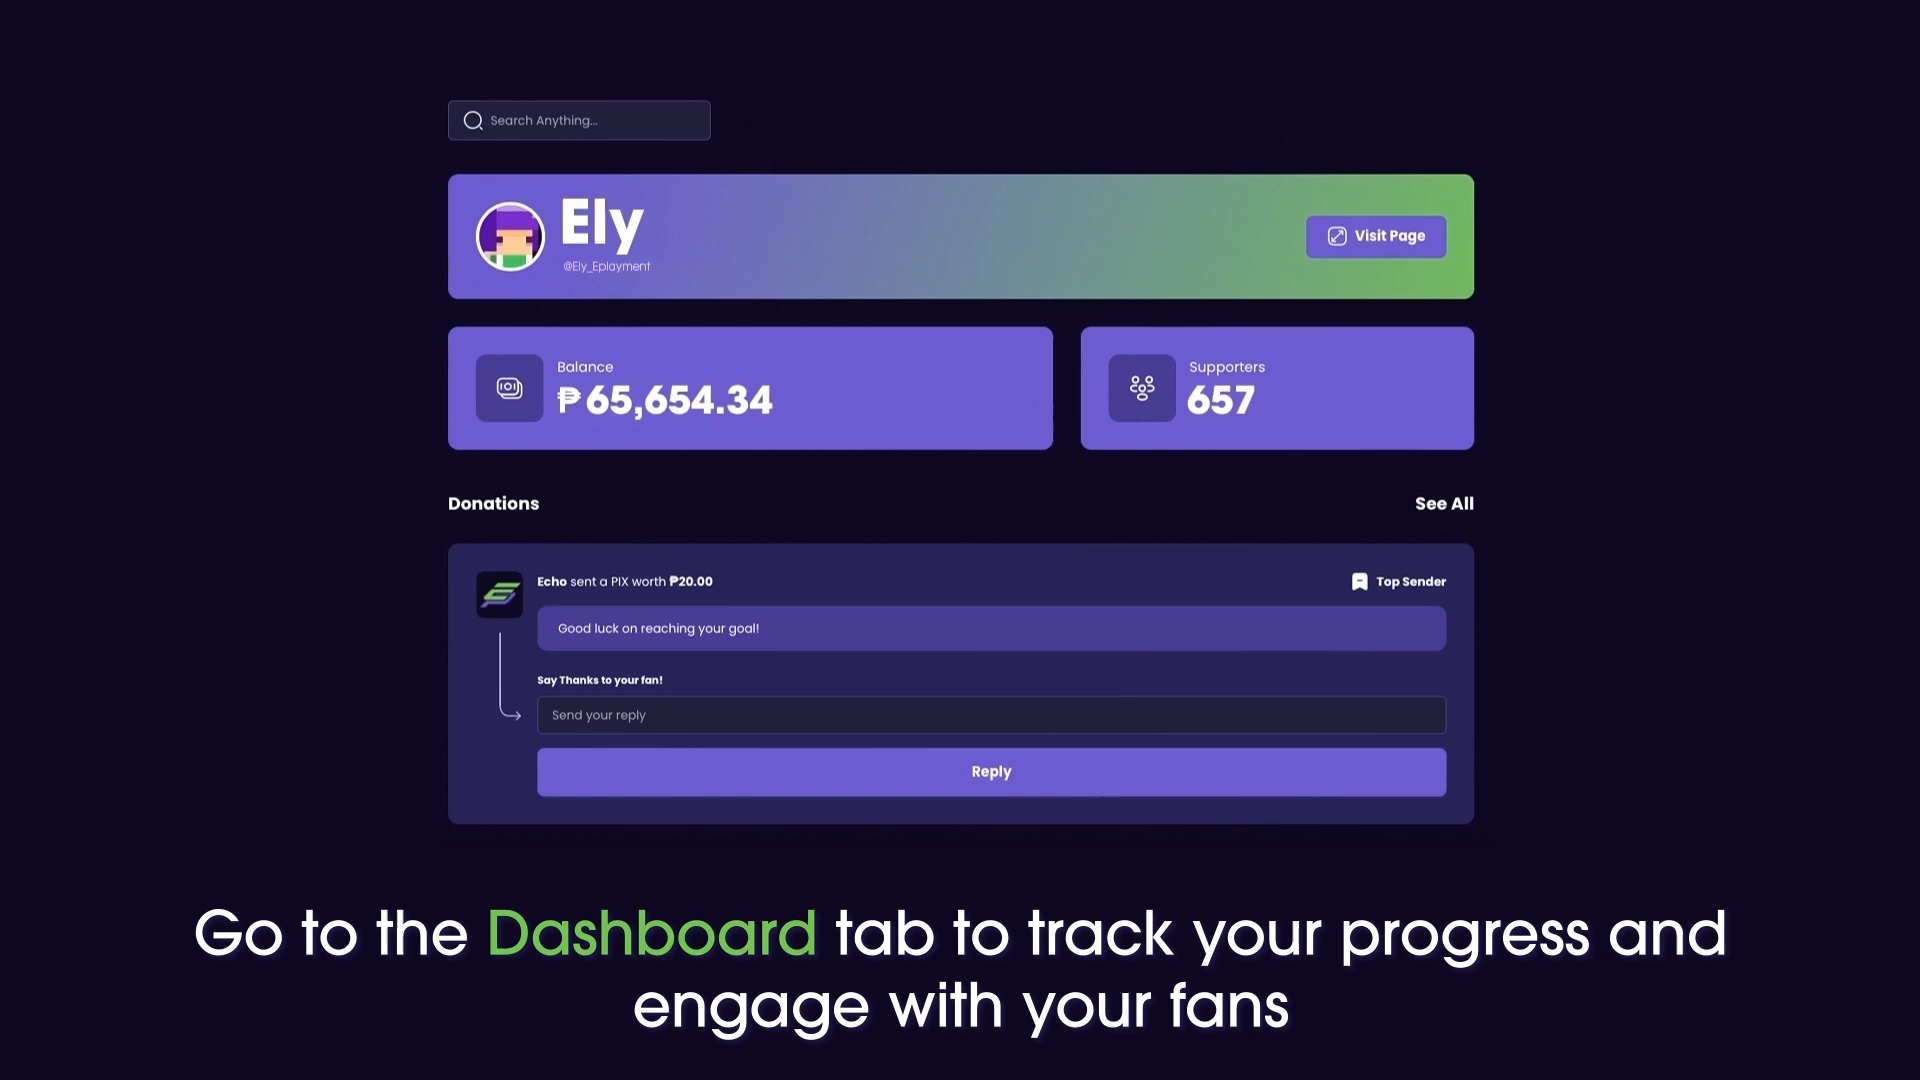 Search Anything...
Ely
@Ely_Eplayment
Visit Page
Balance
₱65,654.34
Supporters
657
Donations
See All
Echo sent a PIX worth ₱20.00
Top Sender
Good luck on reaching your goal!
Say Thanks to your fan!
Send your reply
Reply
Go to the Dashboard tab to track your progress and
engage with your fans